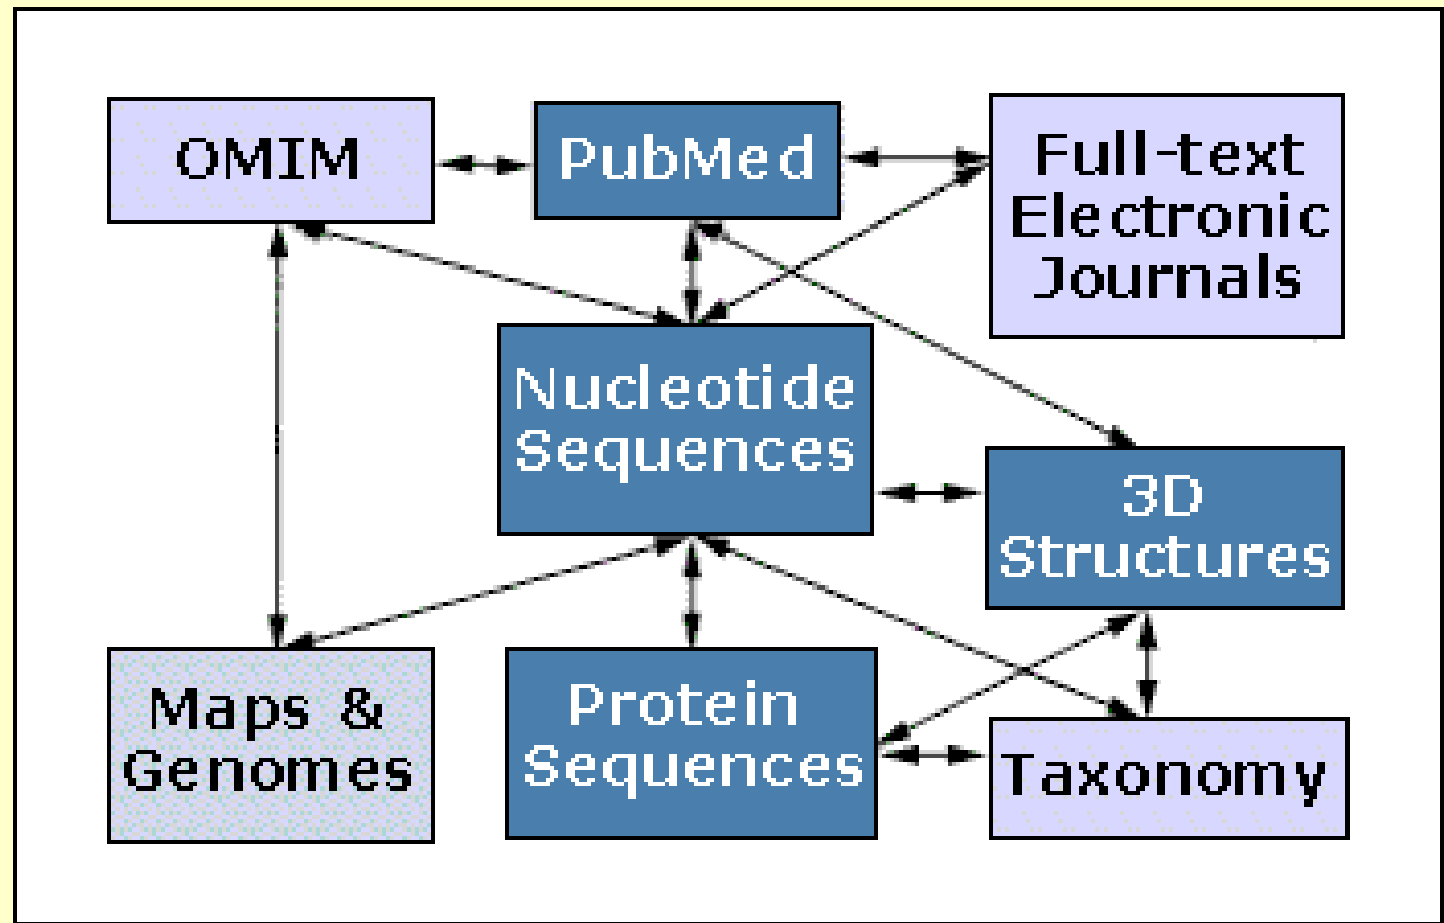 OMIM
PubMed
Full-text
Electronic
Journals
Nucleotide
Sequences
3D
Structures
Maps &
Genomes
Protein
Sequences
Taxonomy